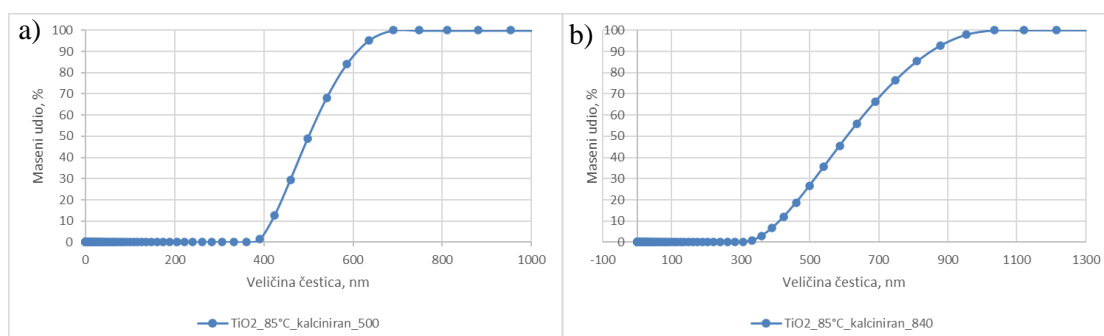 a)
100
90
80
70
60
50
40
30
20
10
0
Maseni udio, %
0 200 400 600 800 1000
Veličina čestica, nm
TiO2_85°C_kalciniran_500
b)
100
90
80
70
60
50
40
30
20
10
0
Maseni udio, %
-100 100 300 500 700 900 1100 1300
Veličina čestica, nm
TiO2_85°C_kalciniran_840